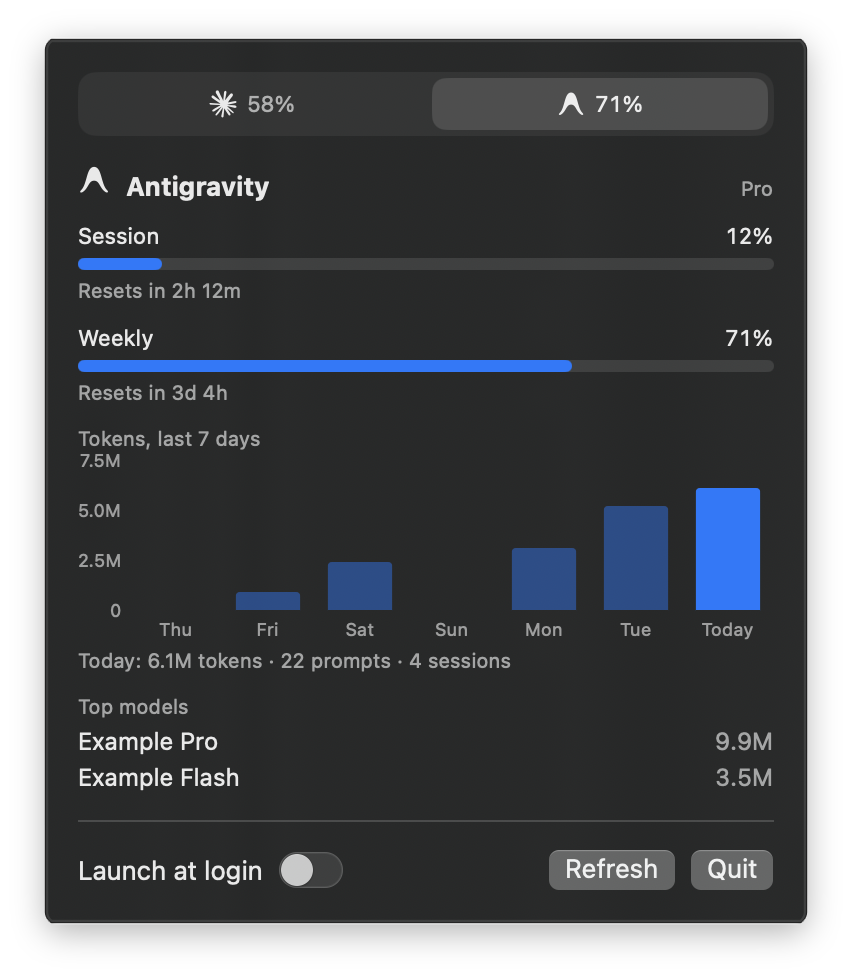 58% 71%
Antigravity Pro
Session 12%
Resets in 2h 12m
Weekly 71%
Resets in 3d 4h
Tokens, last 7 days
7.5M
5.0M
2.5M
0
Thu Fri Sat Sun Mon Tue Today
Today: 6.1M tokens · 22 prompts · 4 sessions
Top models
Example Pro 9.9M
Example Flash 3.5M
Launch at login Refresh Quit